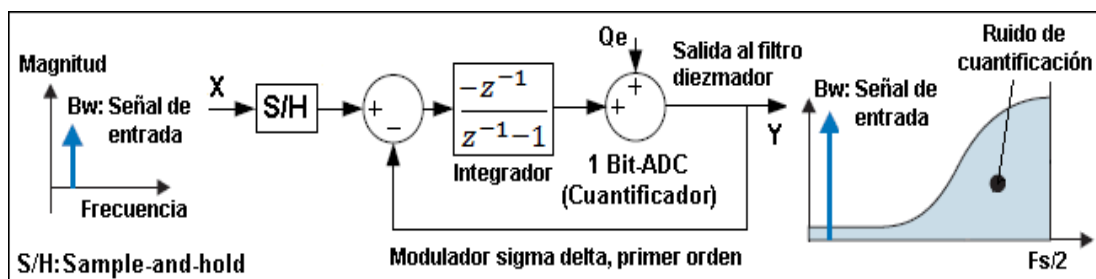 Magnitud
Bw: Señal de
entrada
Frecuencia
S/H: Sample-and-hold
X
S/H
+
−
-z⁻¹
z⁻¹-1
Integrador
Qe
+
+
1 Bit-ADC
(Cuantificador)
Salida al filtro
diezmador
Y
Modulador sigma delta, primer orden
Ruido de
cuantificación
Bw: Señal de
entrada
Fs/2